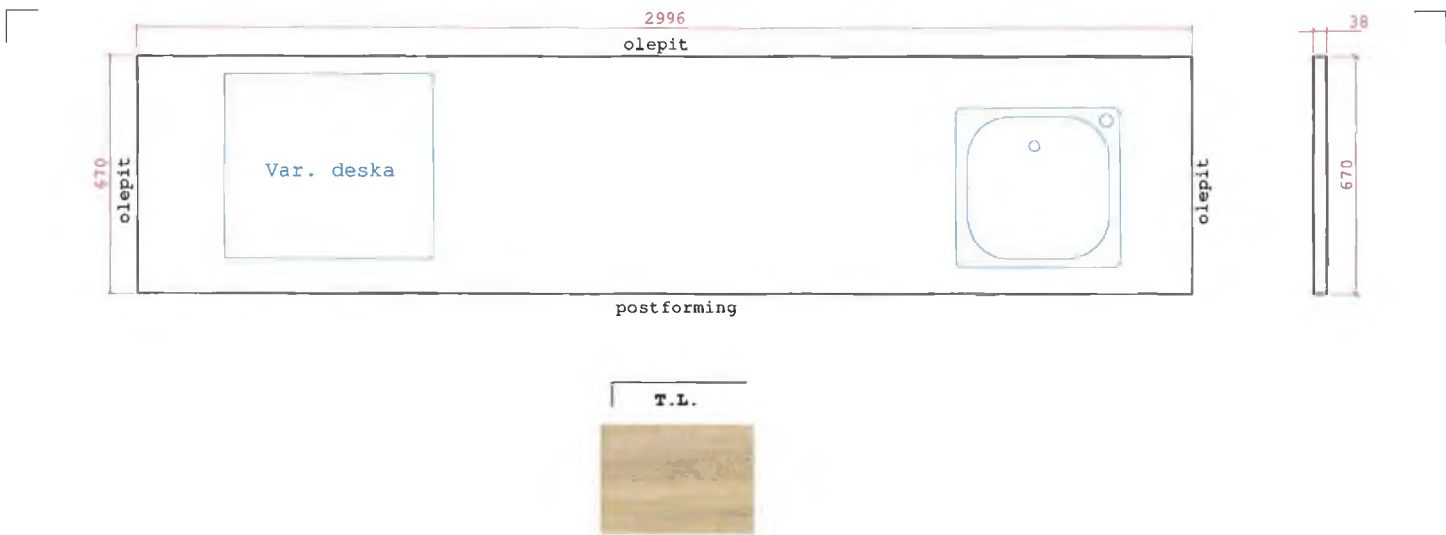 2996
38
olepit
670
olepit
Var. deska
olepit
670
postforming
T.L.